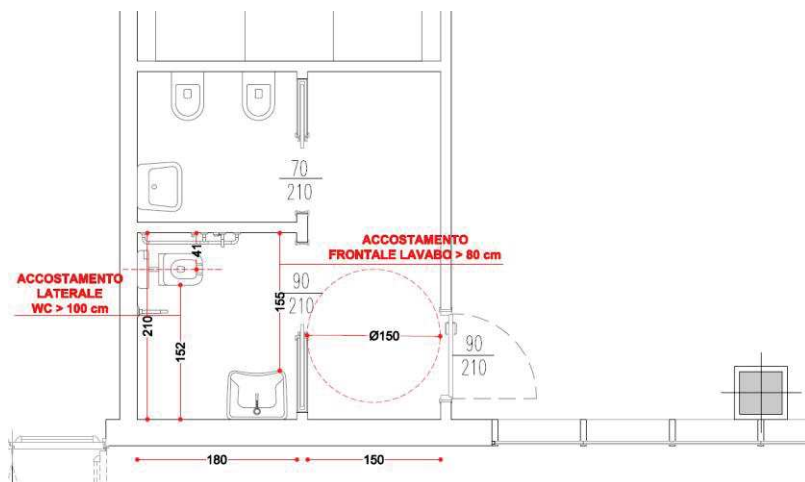 70
210
ACCOSTAMENTO
FRONTALE LAVABO > 80 cm
41
ACCOSTAMENTO
LATERALE
WC > 100 cm
90
210
155
210
152
Ø150
90
210
180
150